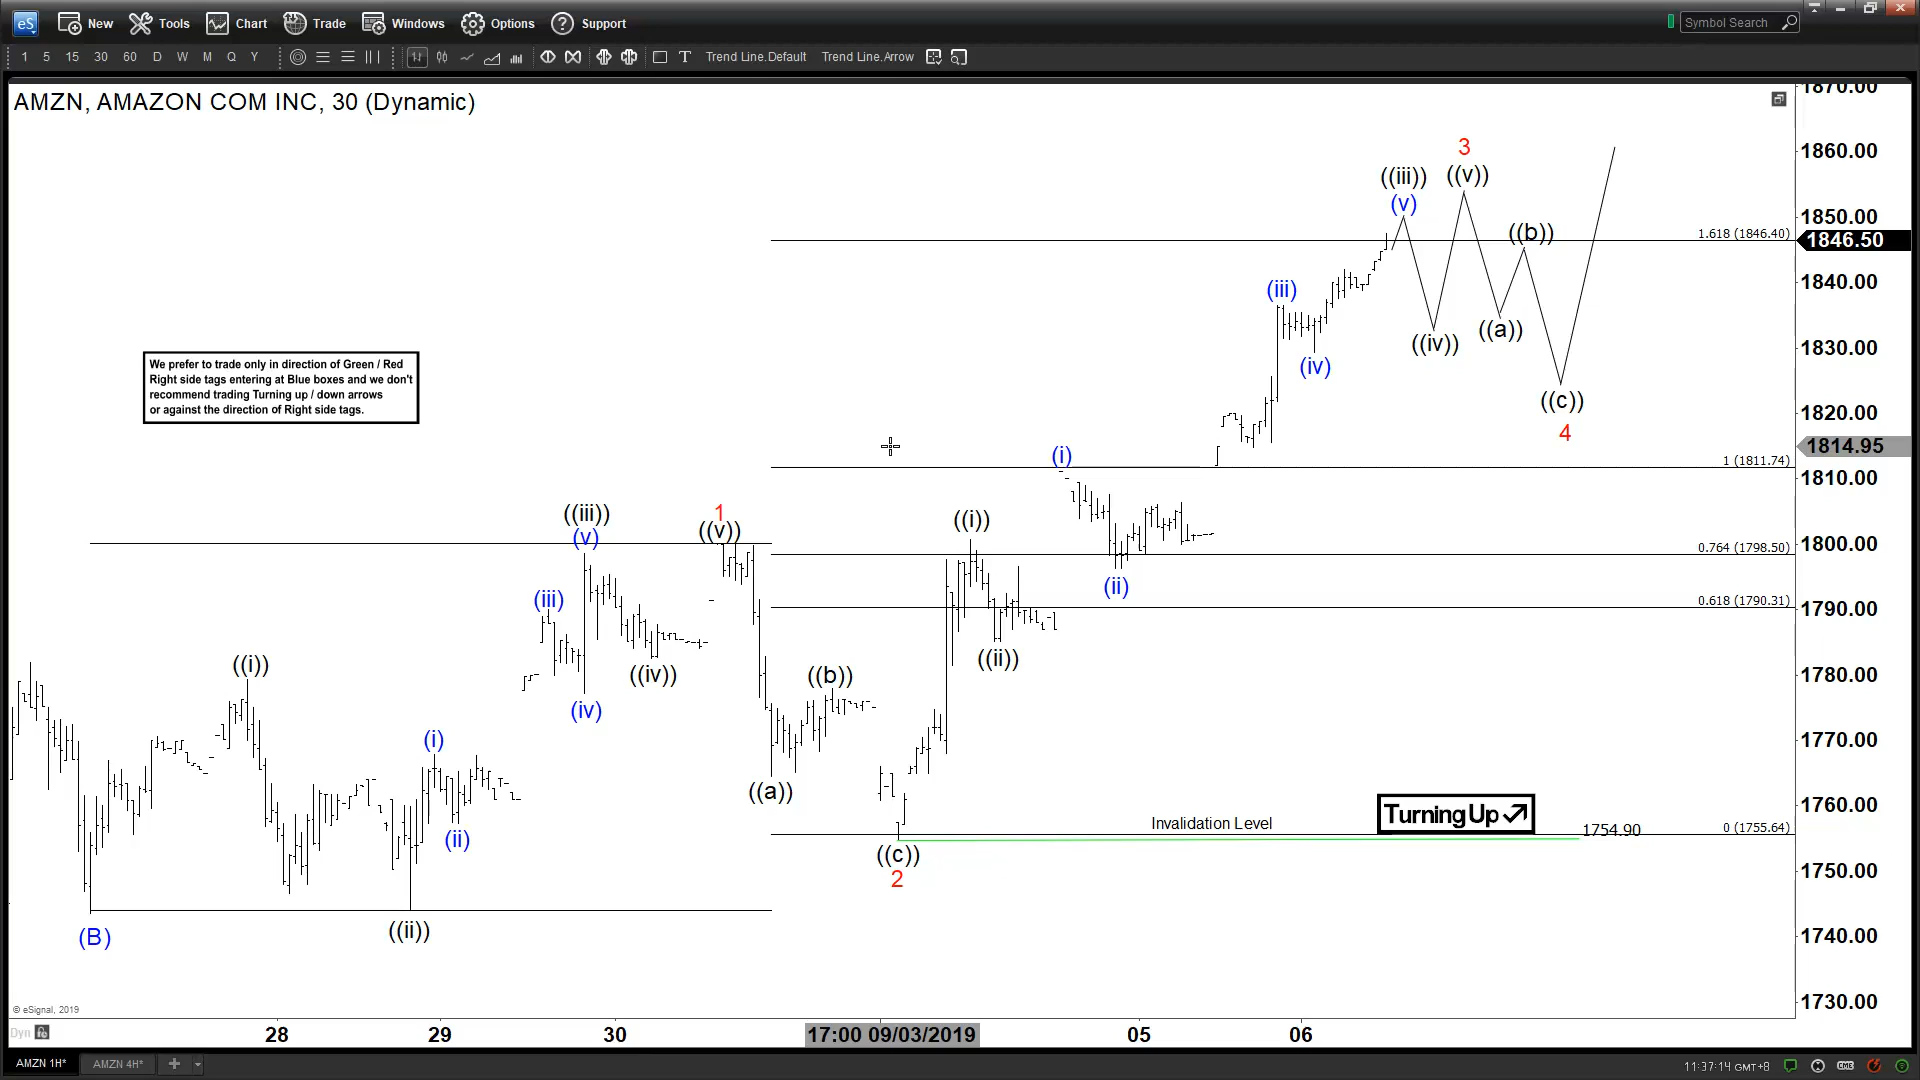 eS New Tools Chart Trade Windows Options ? Support Symbol Search
1 5 15 30 60 D W M Q Y T Trend Line.Default Trend Line.Arrow
AMZN, AMAZON COM INC, 30 (Dynamic)
1870.00
1860.00
1850.00
1846.50
1840.00
1830.00
1820.00
1814.95
1810.00
1800.00
1790.00
1780.00
1770.00
1760.00
1750.00
1740.00
1730.00
3
((iii)) ((v))
(v)
((b))
1.618 (1846.40)
(iii)
((a))
((iv))
(iv)
((c))
4
We prefer to trade only in direction of Green / Red
Right side tags entering at Blue boxes and we don't
recommend trading Turning up / down arrows
or against the direction of Right side tags.
(i)
1 (1811.74)
((iii))
1
((i))
((v))
(v)
0.764 (1798.50)
(ii)
(iii)
0.618 (1790.31)
((i))
((ii))
((iv))
((b))
(iv)
(i)
((a))
Turning Up
Invalidation Level
1754.90
0 (1755.64)
(ii)
((c))
2
(B)
((ii))
© eSignal, 2019
Dyn
28 29 30 17:00 09/03/2019 05 06
AMZN 1H* AMZN 4H* + 11:37:14 GMT+8 CME